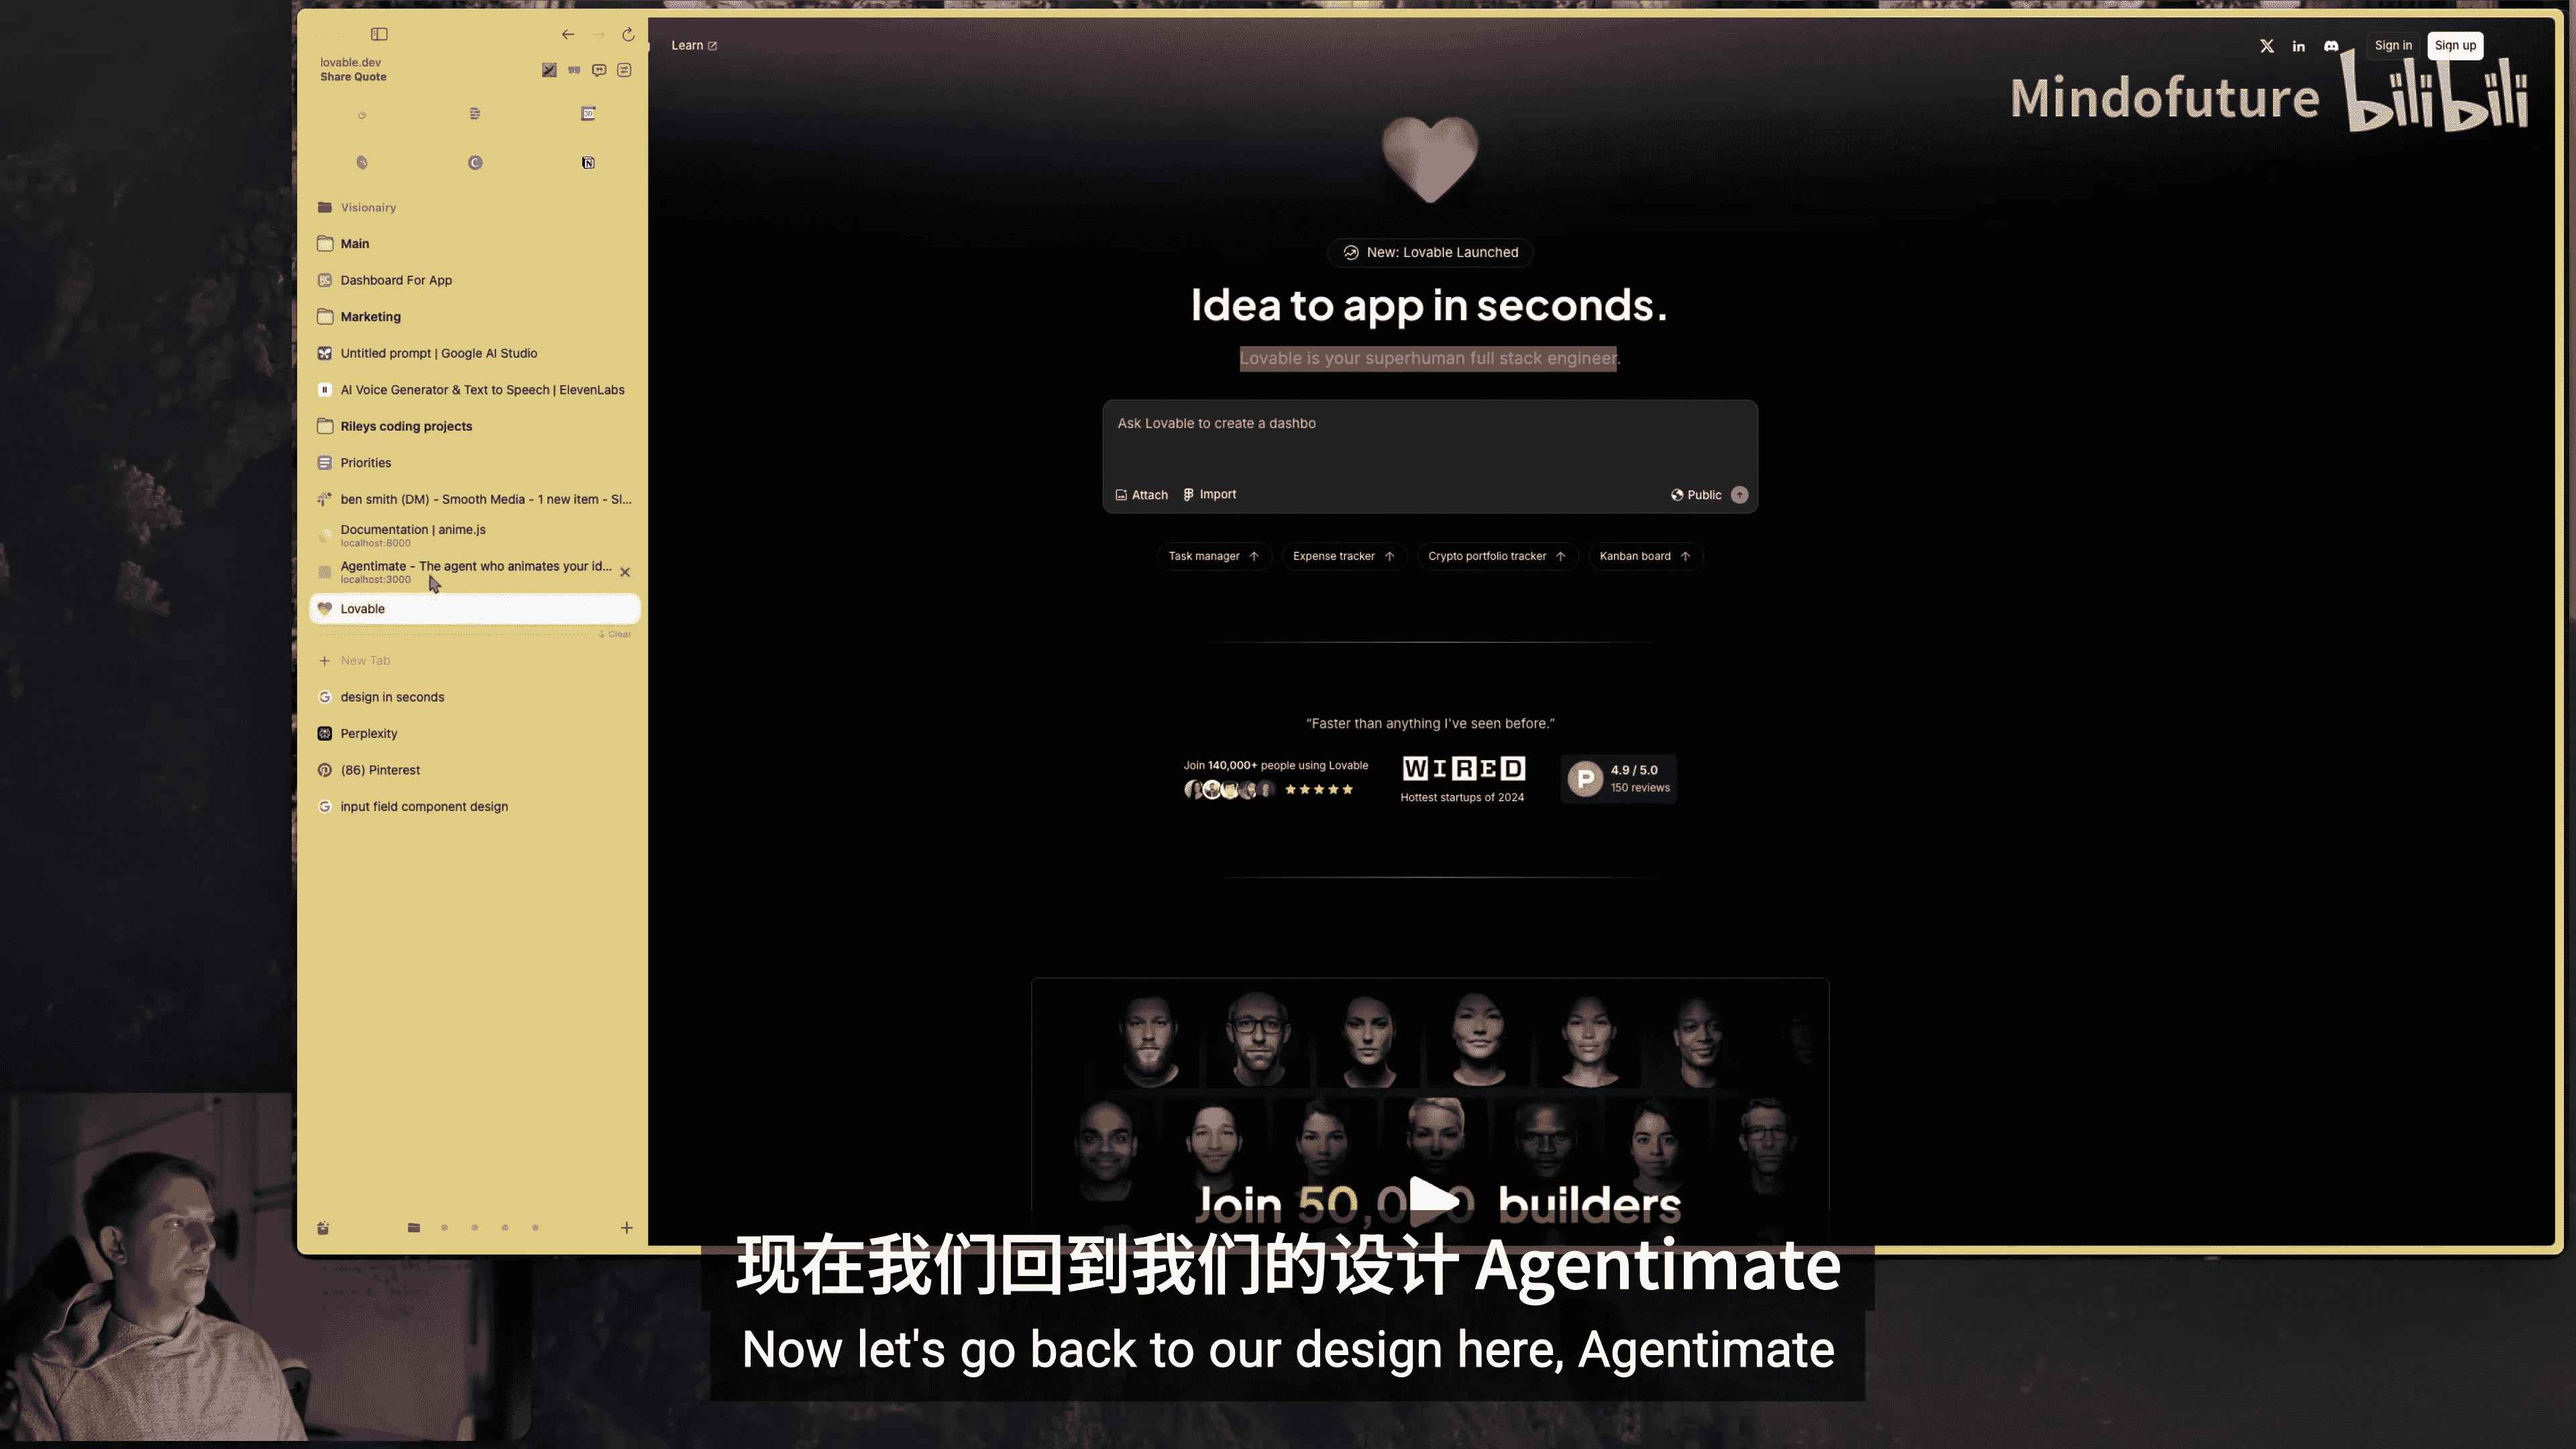 Learn
Sign in
Sign up
Mindofuture bilibili
lovable.dev
Share Quote
30
Visionairy
Main
Dashboard For App
Marketing
Untitled prompt | Google AI Studio
AI Voice Generator & Text to Speech | ElevenLabs
Rileys coding projects
Priorities
ben smith (DM) - Smooth Media - 1 new item - Sl...
Documentation | anime.js
localhost:8000
Agentimate - The agent who animates your id...
localhost:3000
Lovable
Clear
New Tab
design in seconds
Perplexity
(86) Pinterest
input field component design
New: Lovable Launched
Idea to app in seconds.
Lovable is your superhuman full stack engineer.
Ask Lovable to create a dashbo
Attach
Import
Public
Task manager
Expense tracker
Crypto portfolio tracker
Kanban board
“Faster than anything I've seen before.”
Join 140,000+ people using Lovable
WIRED
Hottest startups of 2024
4.9 / 5.0
150 reviews
Join 50,000 builders
现在我们回到我们的设计 Agentimate
Now let's go back to our design here, Agentimate